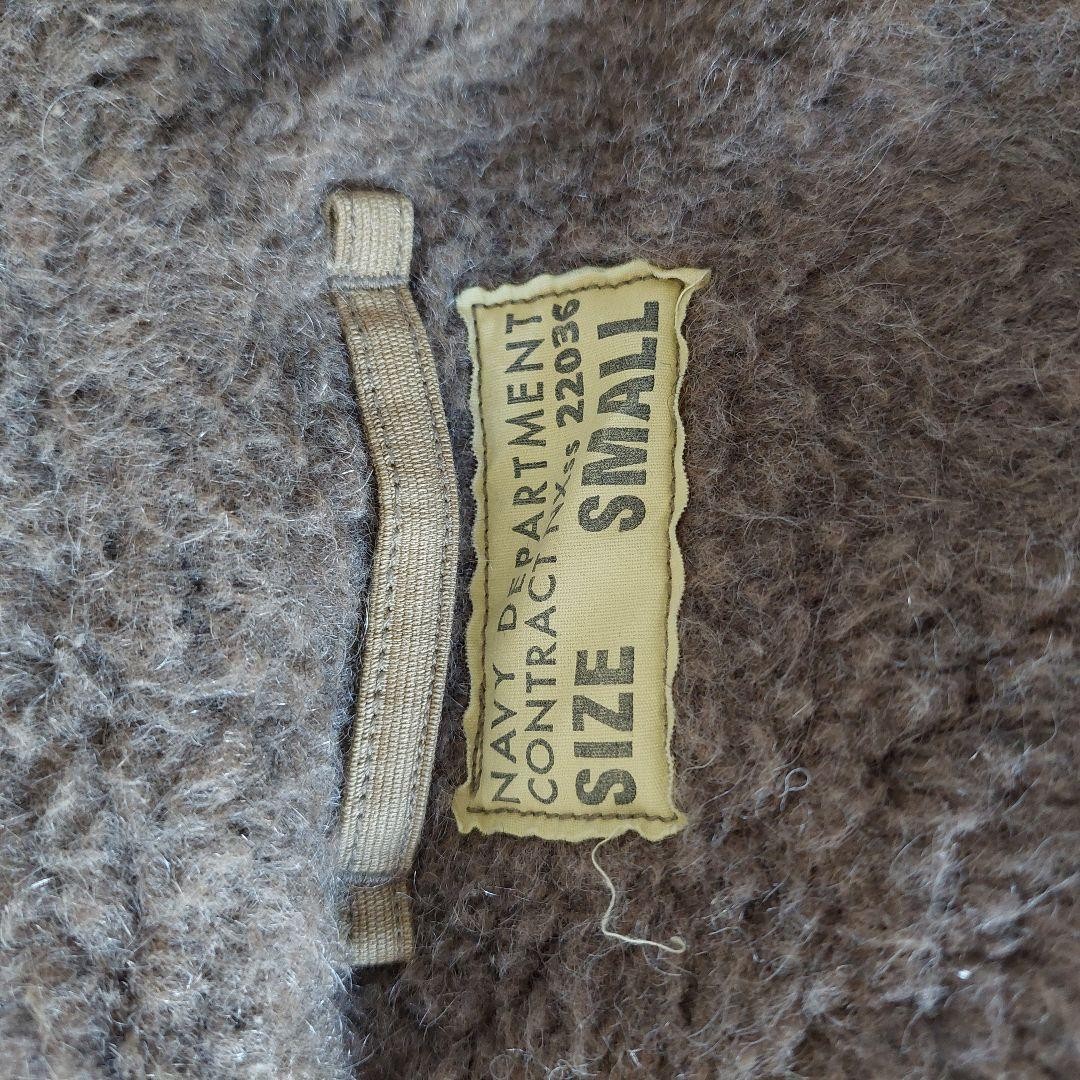 NAVY DEPARTMENT
CONTRACT NXss 22036
SIZE SMALL